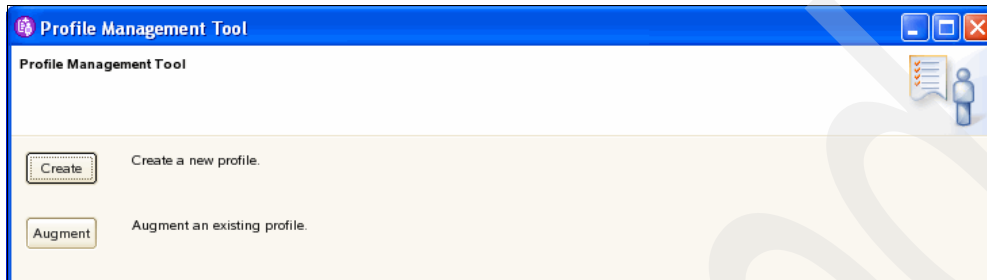 Profile Management Tool
Profile Management Tool
Create Create a new profile.
Augment Augment an existing profile.